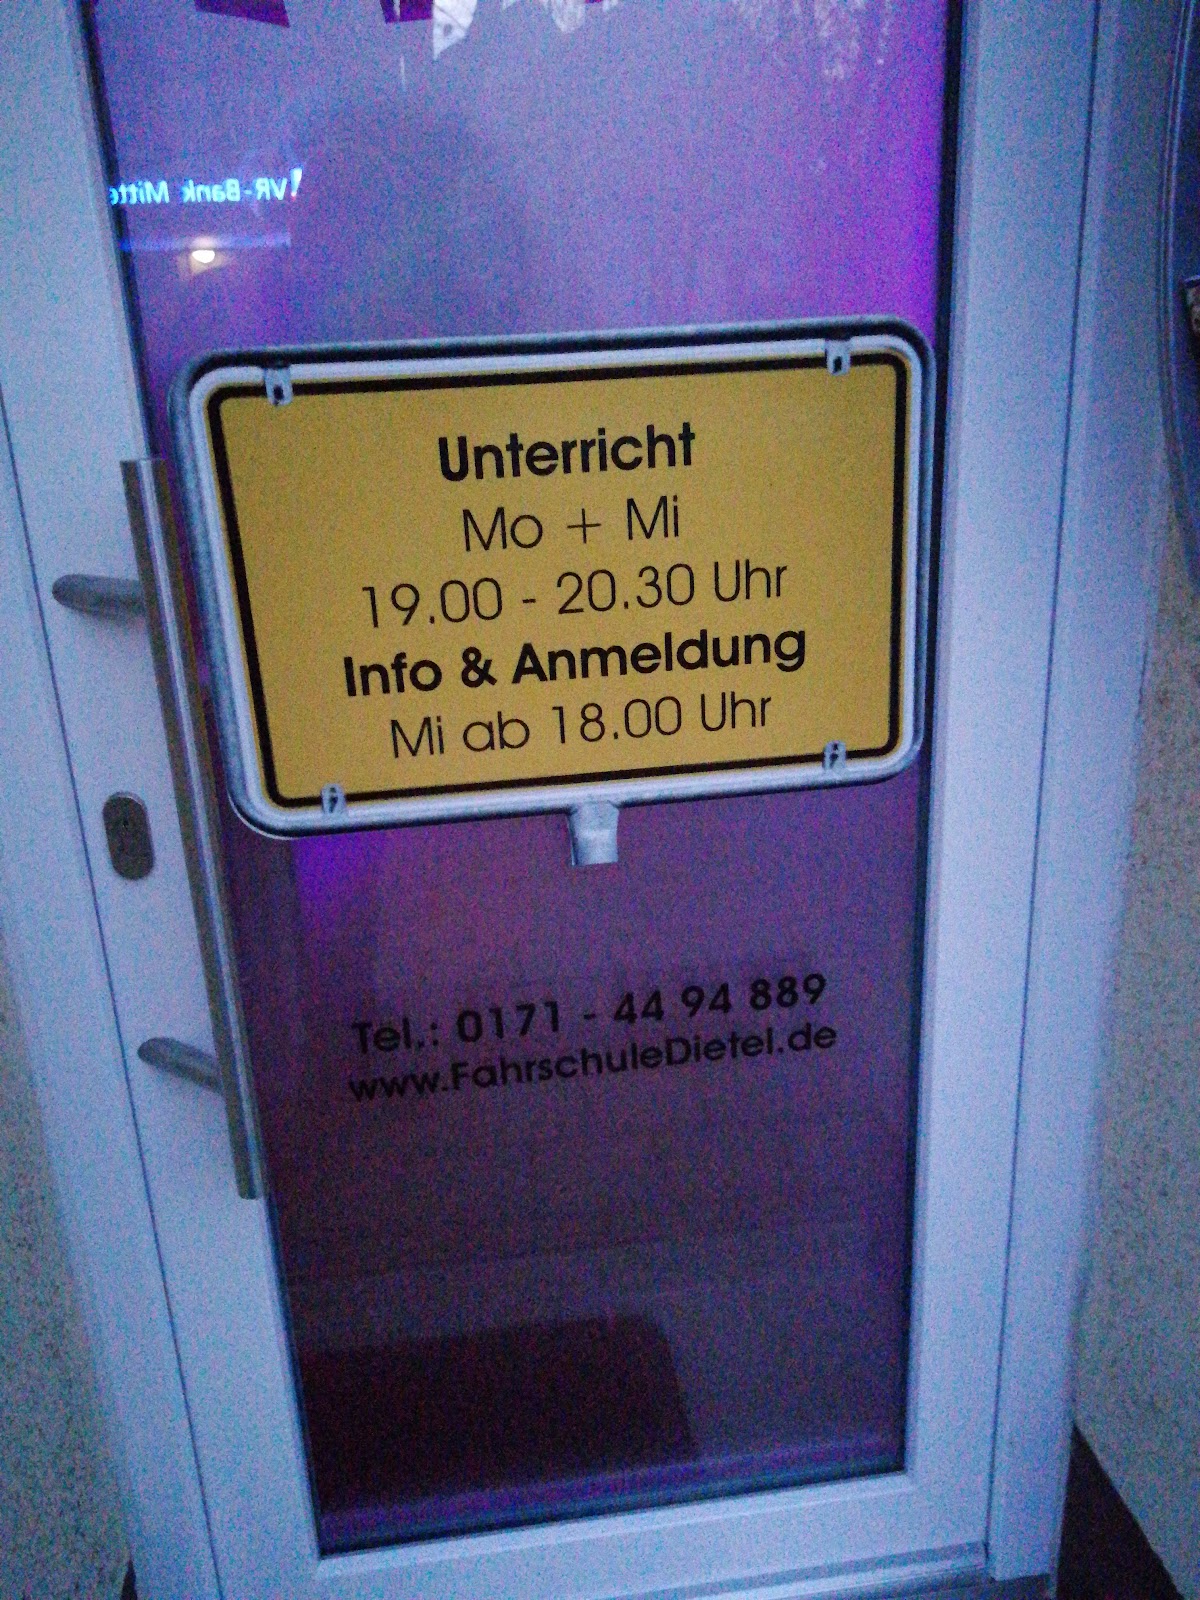 VR-Bank Mitte
Unterricht
Mo + Mi
19.00 - 20.30 Uhr
Info & Anmeldung
Mi ab 18.00 Uhr
Tel.: 0171 - 44 94 889
www.FahrschuleDietel.de